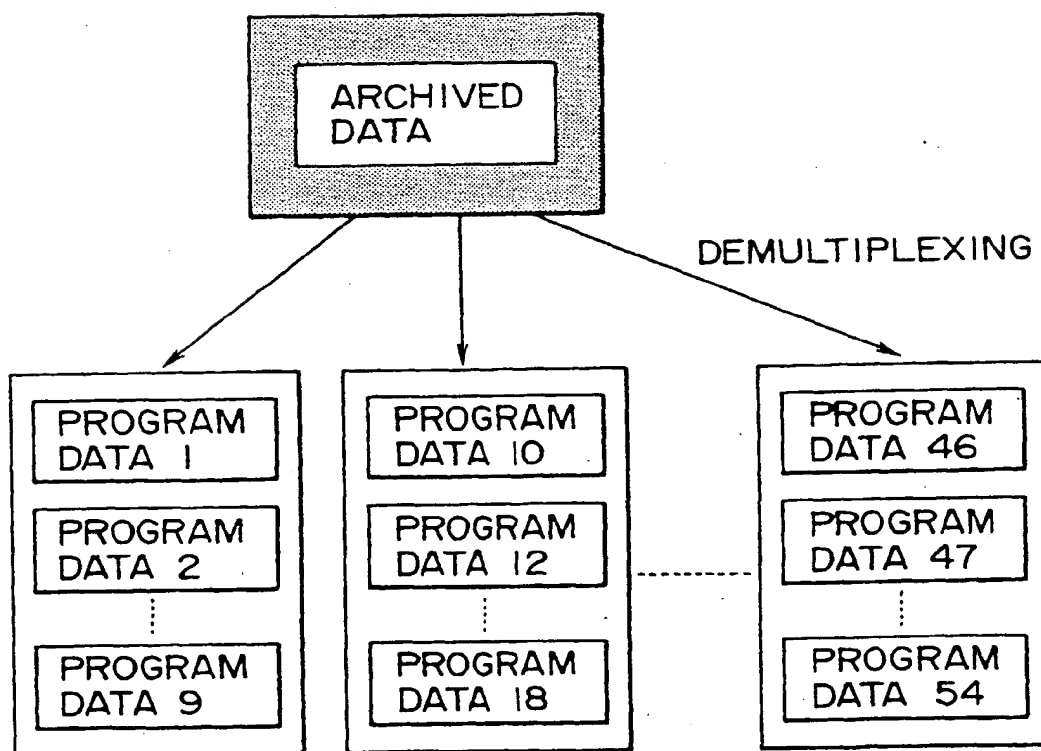 ARCHIVED
DATA
DEMULTIPLEXING
PROGRAM
DATA 1
PROGRAM
DATA 2
PROGRAM
DATA 9
PROGRAM
DATA 10
PROGRAM
DATA 12
PROGRAM
DATA 18
PROGRAM
DATA 46
PROGRAM
DATA 47
PROGRAM
DATA 54